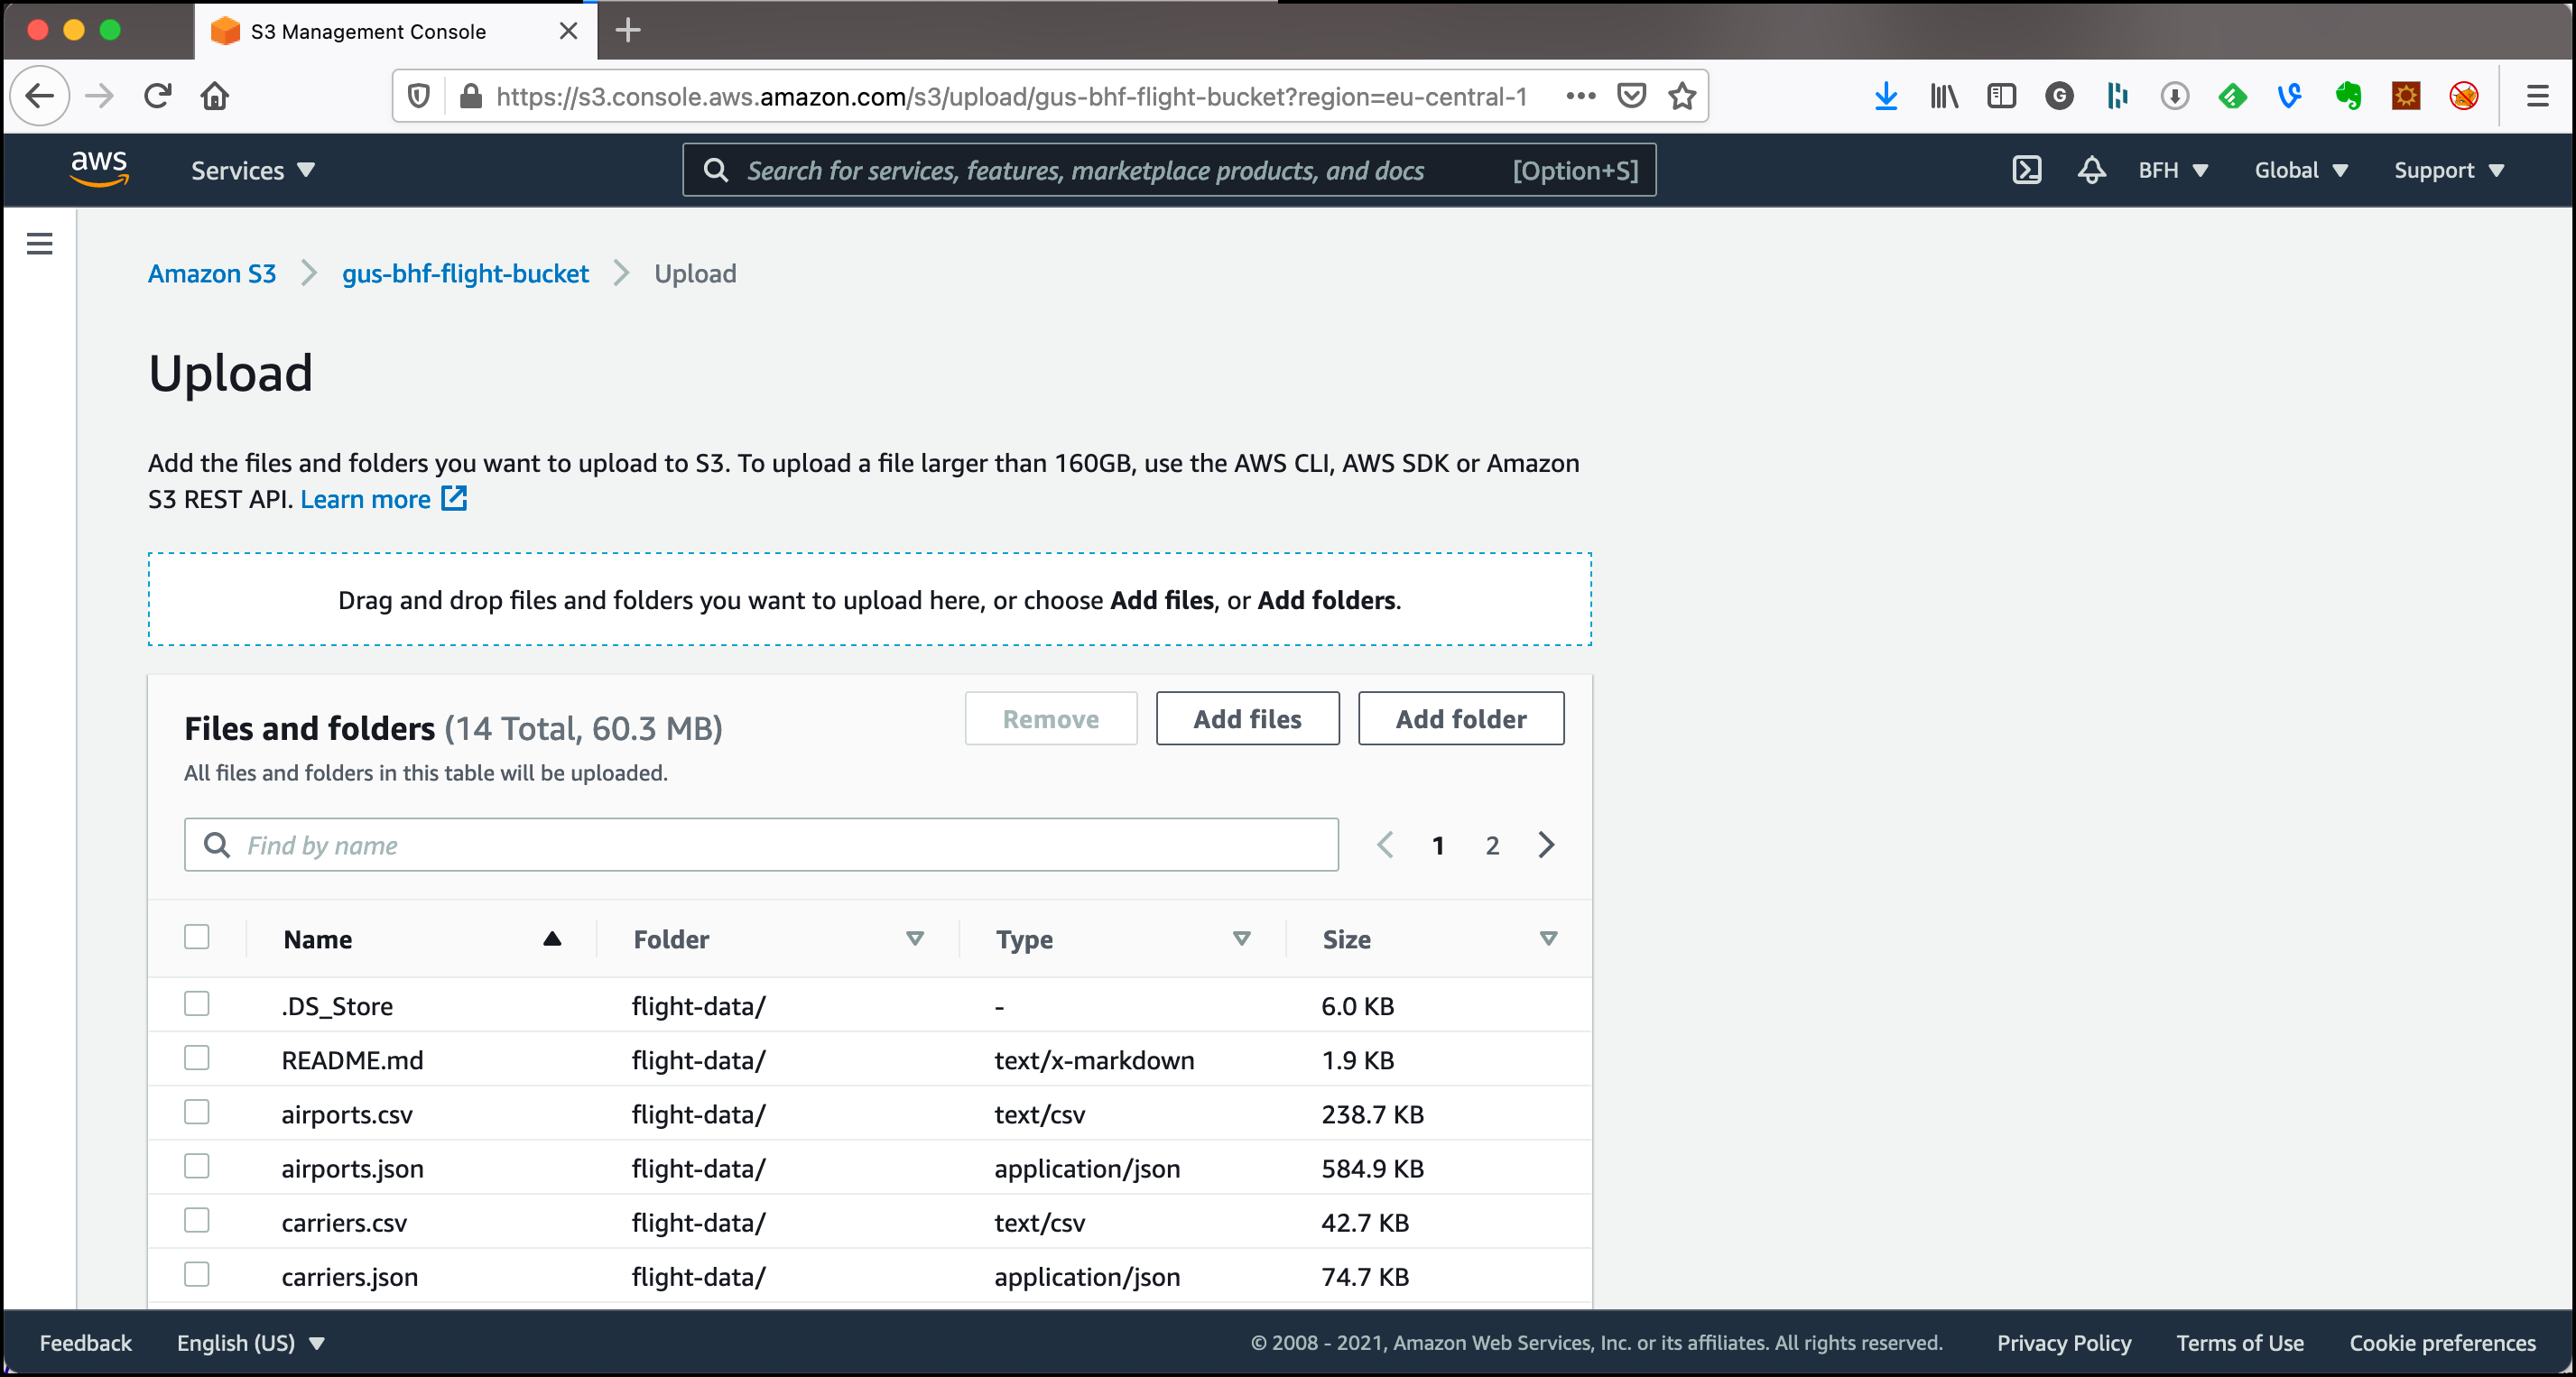 S3 Management Console
https://s3.console.aws.amazon.com/s3/upload/gus-bhf-flight-bucket?region=eu-central-1
aws
Services
Search for services, features, marketplace products, and docs
[Option+S]
BFH
Global
Support
Amazon S3
gus-bhf-flight-bucket
Upload
Upload
Add the files and folders you want to upload to S3. To upload a file larger than 160GB, use the AWS CLI, AWS SDK or Amazon
S3 REST API. Learn more
Drag and drop files and folders you want to upload here, or choose Add files, or Add folders.
Files and folders (14 Total, 60.3 MB)
Remove
Add files
Add folder
All files and folders in this table will be uploaded.
Find by name
1 2
Name Folder Type Size
.DS_Store flight-data/ - 6.0 KB
README.md flight-data/ text/x-markdown 1.9 KB
airports.csv flight-data/ text/csv 238.7 KB
airports.json flight-data/ application/json 584.9 KB
carriers.csv flight-data/ text/csv 42.7 KB
carriers.json flight-data/ application/json 74.7 KB
Feedback
English (US)
© 2008 - 2021, Amazon Web Services, Inc. or its affiliates. All rights reserved.
Privacy Policy
Terms of Use
Cookie preferences